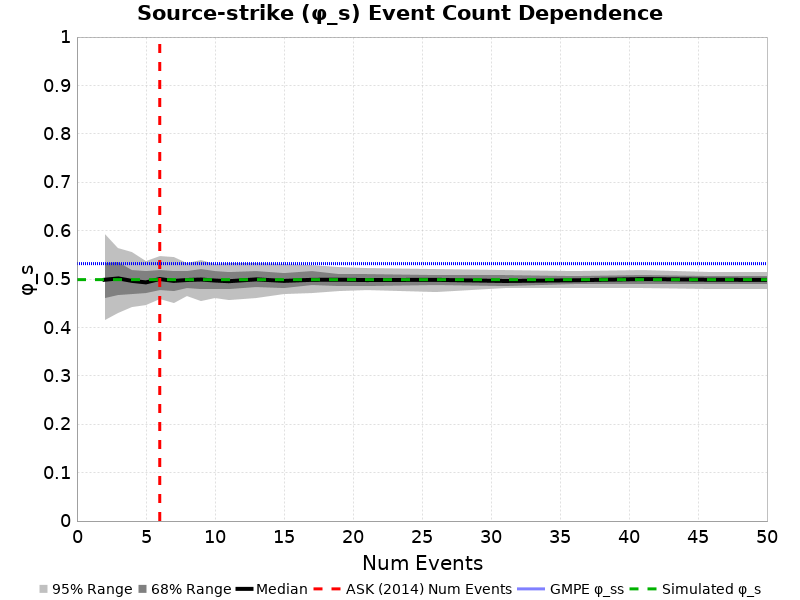 Source-strike (φ_s) Event Count Dependence
1
0.9
0.8
0.7
0.6
0.5
0.4
0.3
0.2
0.1
0
φ_s
0 5 10 15 20 25 30 35 40 45 50
Num Events
95% Range 68% Range Median ASK (2014) Num Events GMPE φ_ss Simulated φ_s